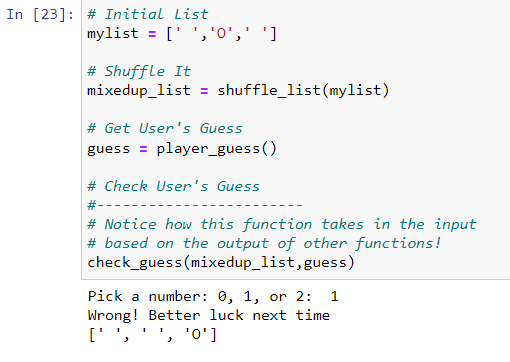 In [23]: # Initial List
mylist = [' ','O',' ']
# Shuffle It
mixedup_list = shuffle_list(mylist)
# Get User's Guess
guess = player_guess()
# Check User's Guess
#------------------------
# Notice how this function takes in the input
# based on the output of other functions!
check_guess(mixedup_list,guess)
Pick a number: 0, 1, or 2:  1
Wrong! Better luck next time
[' ', ' ', 'O']